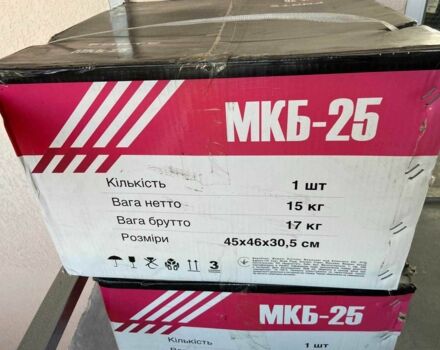 МКБ-25
Кількість 1 шт
Вага нетто 15 кг
Вага брутто 17 кг
Розміри 45х46х30,5 см
3
МКБ-25
Кількість 1 шт